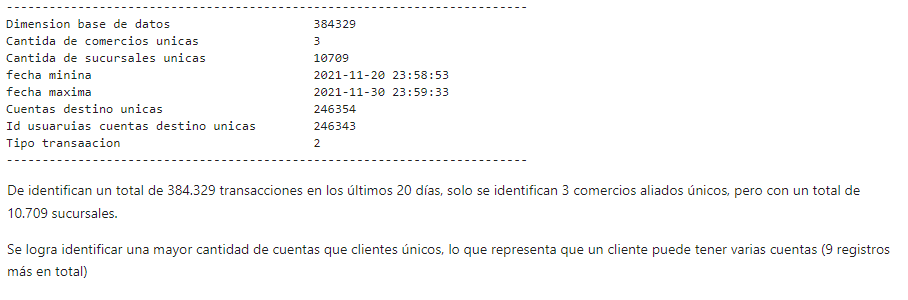 --------------------------------------------------------------------------
Dimension base de datos 384329
Cantida de comercios unicas 3
Cantida de sucursales unicas 10709
fecha minina 2021-11-20 23:58:53
fecha maxima 2021-11-30 23:59:33
Cuentas destino unicas 246354
Id usuaruias cuentas destino unicas 246343
Tipo transaacion 2
--------------------------------------------------------------------------
De identifican un total de 384.329 transacciones en los últimos 20 días, solo se identifican 3 comercios aliados únicos, pero con un total de
10.709 sucursales.
Se logra identificar una mayor cantidad de cuentas que clientes únicos, lo que representa que un cliente puede tener varias cuentas (9 registros
más en total)